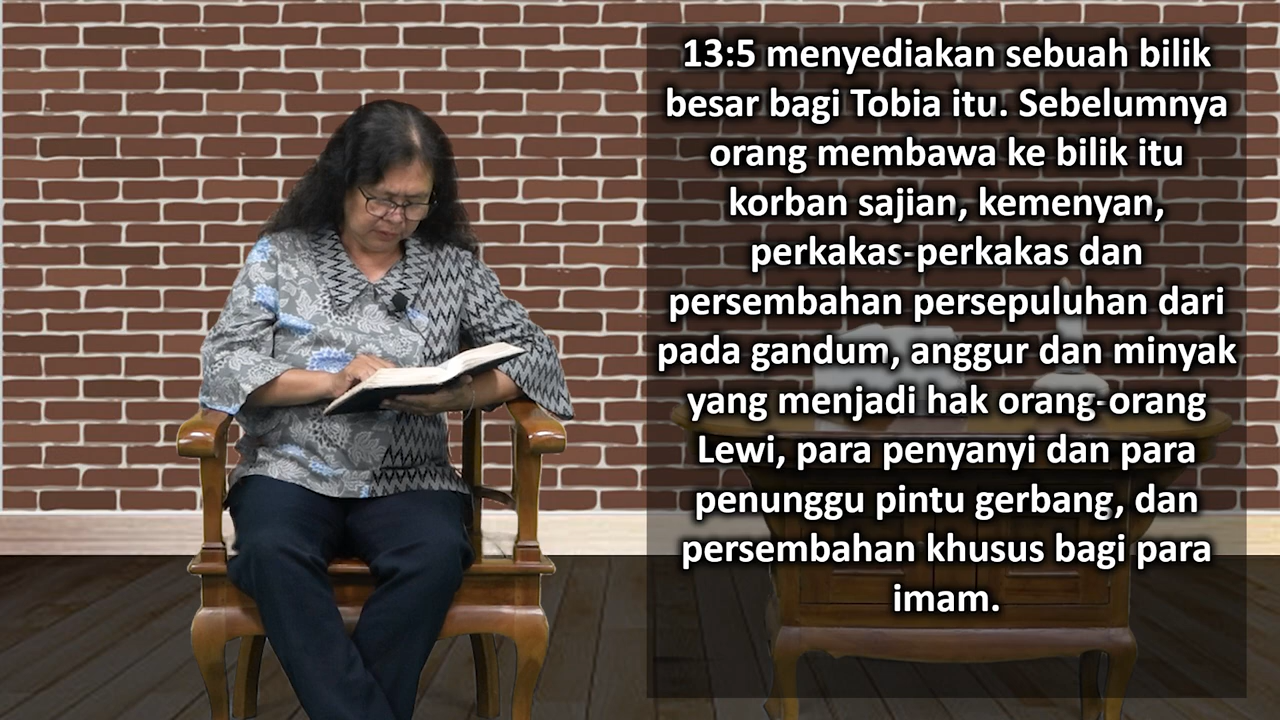 13:5 menyediakan sebuah bilik
besar bagi Tobia itu. Sebelumnya
orang membawa ke bilik itu
korban sajian, kemenyan,
perkakas-perkakas dan
persembahan persepuluhan dari
pada gandum, anggur dan minyak
yang menjadi hak orang-orang
Lewi, para penyanyi dan para
penunggu pintu gerbang, dan
persembahan khusus bagi para
imam.